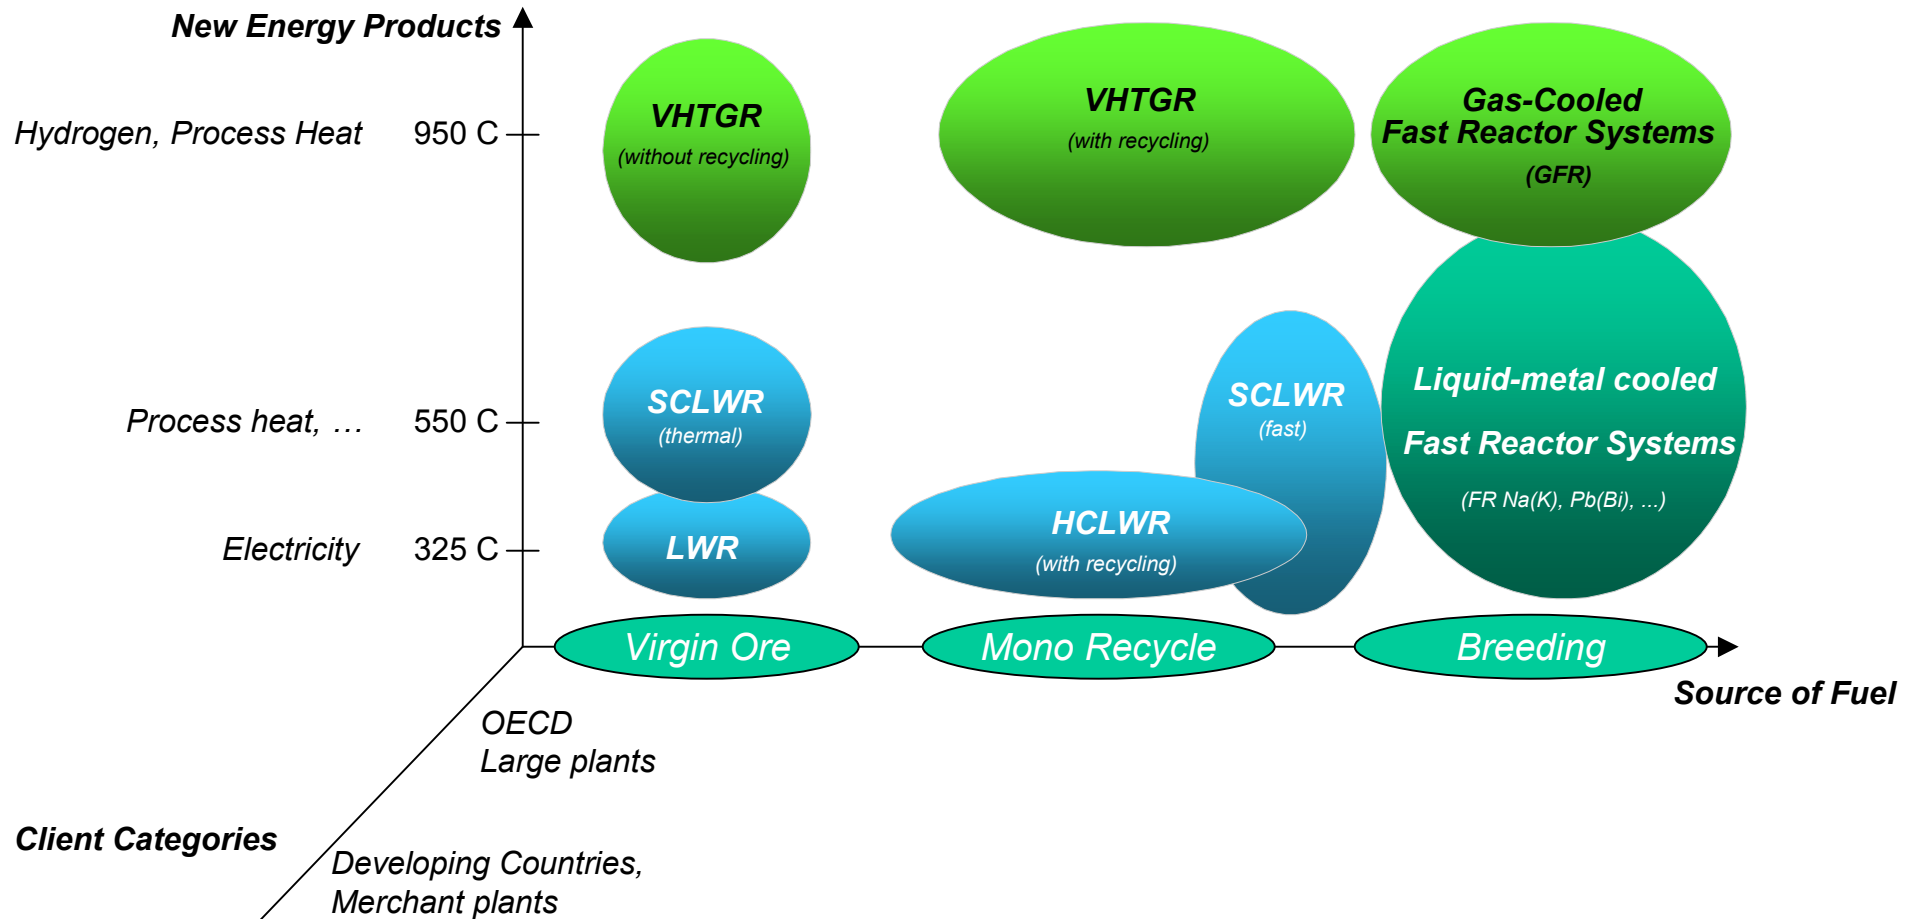 New Energy Products
Hydrogen, Process Heat 950 C
VHTGR
(without recycling)
VHTGR
(with recycling)
Gas-Cooled
Fast Reactor Systems
(GFR)
Process heat, … 550 C
SCLWR
(thermal)
SCLWR
(fast)
Liquid-metal cooled
Fast Reactor Systems
(FR Na(K), Pb(Bi), ...)
Electricity 325 C
LWR
HCLWR
(with recycling)
Virgin Ore
Mono Recycle
Breeding
Source of Fuel
OECD
Large plants
Client Categories
Developing Countries,
Merchant plants